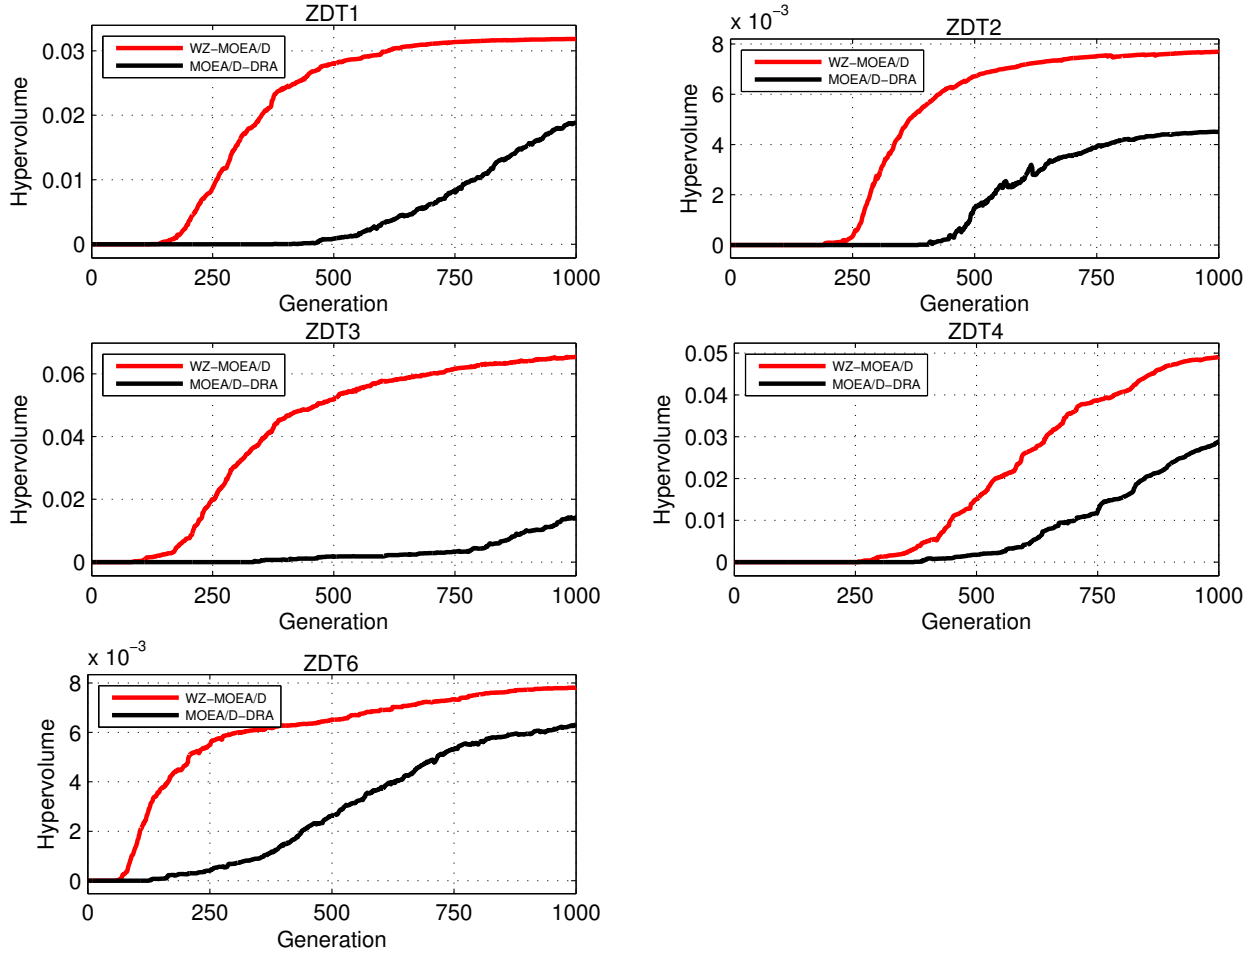 ZDT1
WZ−MOEA/D
MOEA/D−DRA
Hypervolume
0.03
0.02
0.01
0
0 250 500 750 1000
Generation
x 10−3
ZDT2
WZ−MOEA/D
MOEA/D−DRA
Hypervolume
8
6
4
2
0
0 250 500 750 1000
Generation
ZDT3
WZ−MOEA/D
MOEA/D−DRA
Hypervolume
0.06
0.04
0.02
0
0 250 500 750 1000
Generation
ZDT4
WZ−MOEA/D
MOEA/D−DRA
Hypervolume
0.05
0.04
0.03
0.02
0.01
0
0 250 500 750 1000
Generation
x 10−3
ZDT6
WZ−MOEA/D
MOEA/D−DRA
Hypervolume
8
6
4
2
0
0 250 500 750 1000
Generation